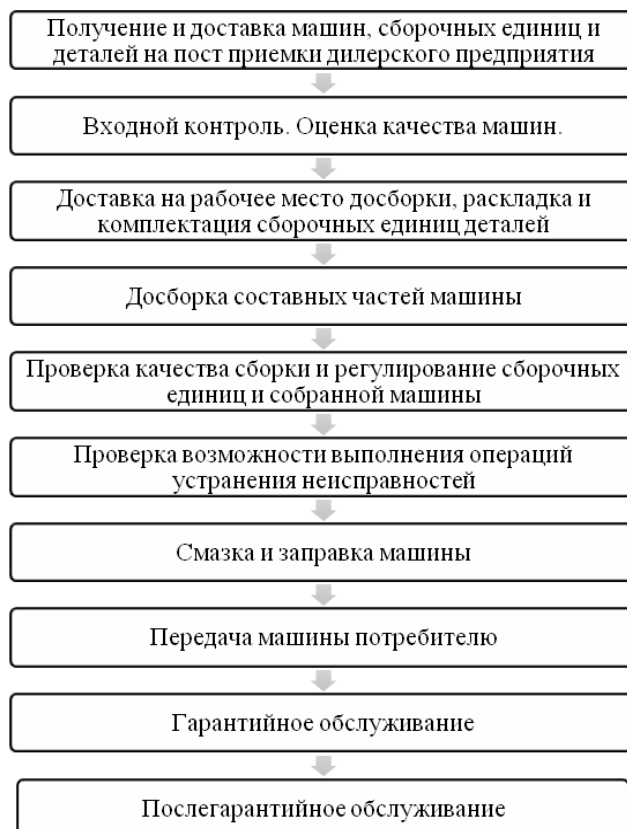 Получение и доставка машин, сборочных единиц и
деталей на пост приемки дилерского предприятия
Входной контроль. Оценка качества машин.
Доставка на рабочее место досборки, раскладка и
комплектация сборочных единиц деталей
Досборка составных частей машины
Проверка качества сборки и регулирование сборочных
единиц и собранной машины
Проверка возможности выполнения операций
устранения неисправностей
Смазка и заправка машины
Передача машины потребителю
Гарантийное обслуживание
Послегарантийное обслуживание